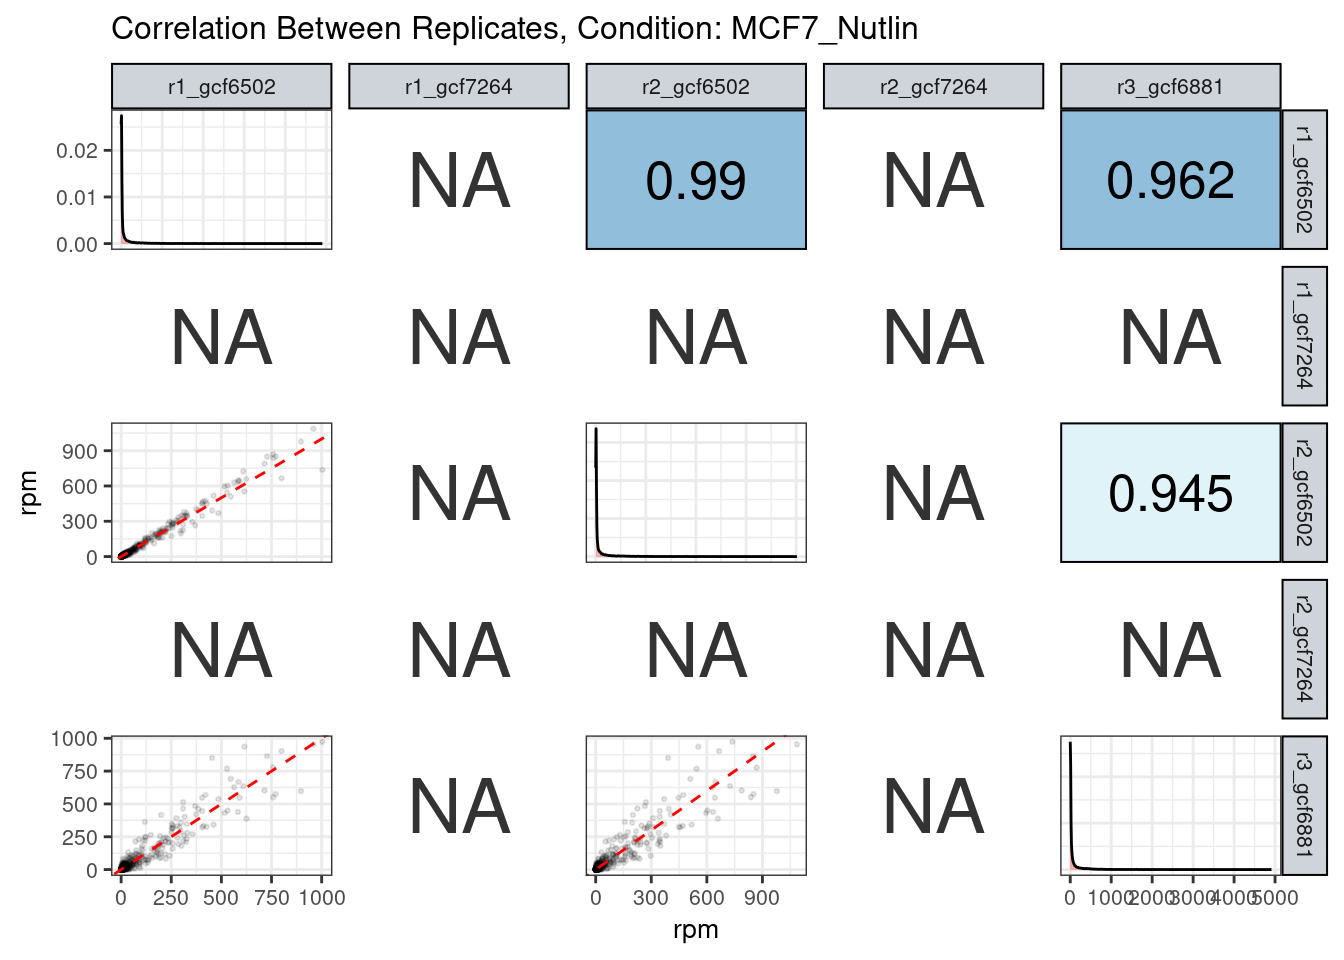 Correlation Between Replicates, Condition: MCF7_Nutlin
r1_gcf6502 r1_gcf7264 r2_gcf6502 r2_gcf7264 r3_gcf6881
0.02
0.01
0.00
NA 0.99 NA 0.962
r1_gcf6502
NA NA NA NA NA
r1_gcf7264
rpm
900
600
300
0
NA NA 0.945
r2_gcf6502
NA NA NA NA NA
r2_gcf7264
1000
750
500
250
0
NA NA
r3_gcf6881
0 250 500 750 1000
0 300 600 900
0 1000 2000 3000 4000 5000
rpm